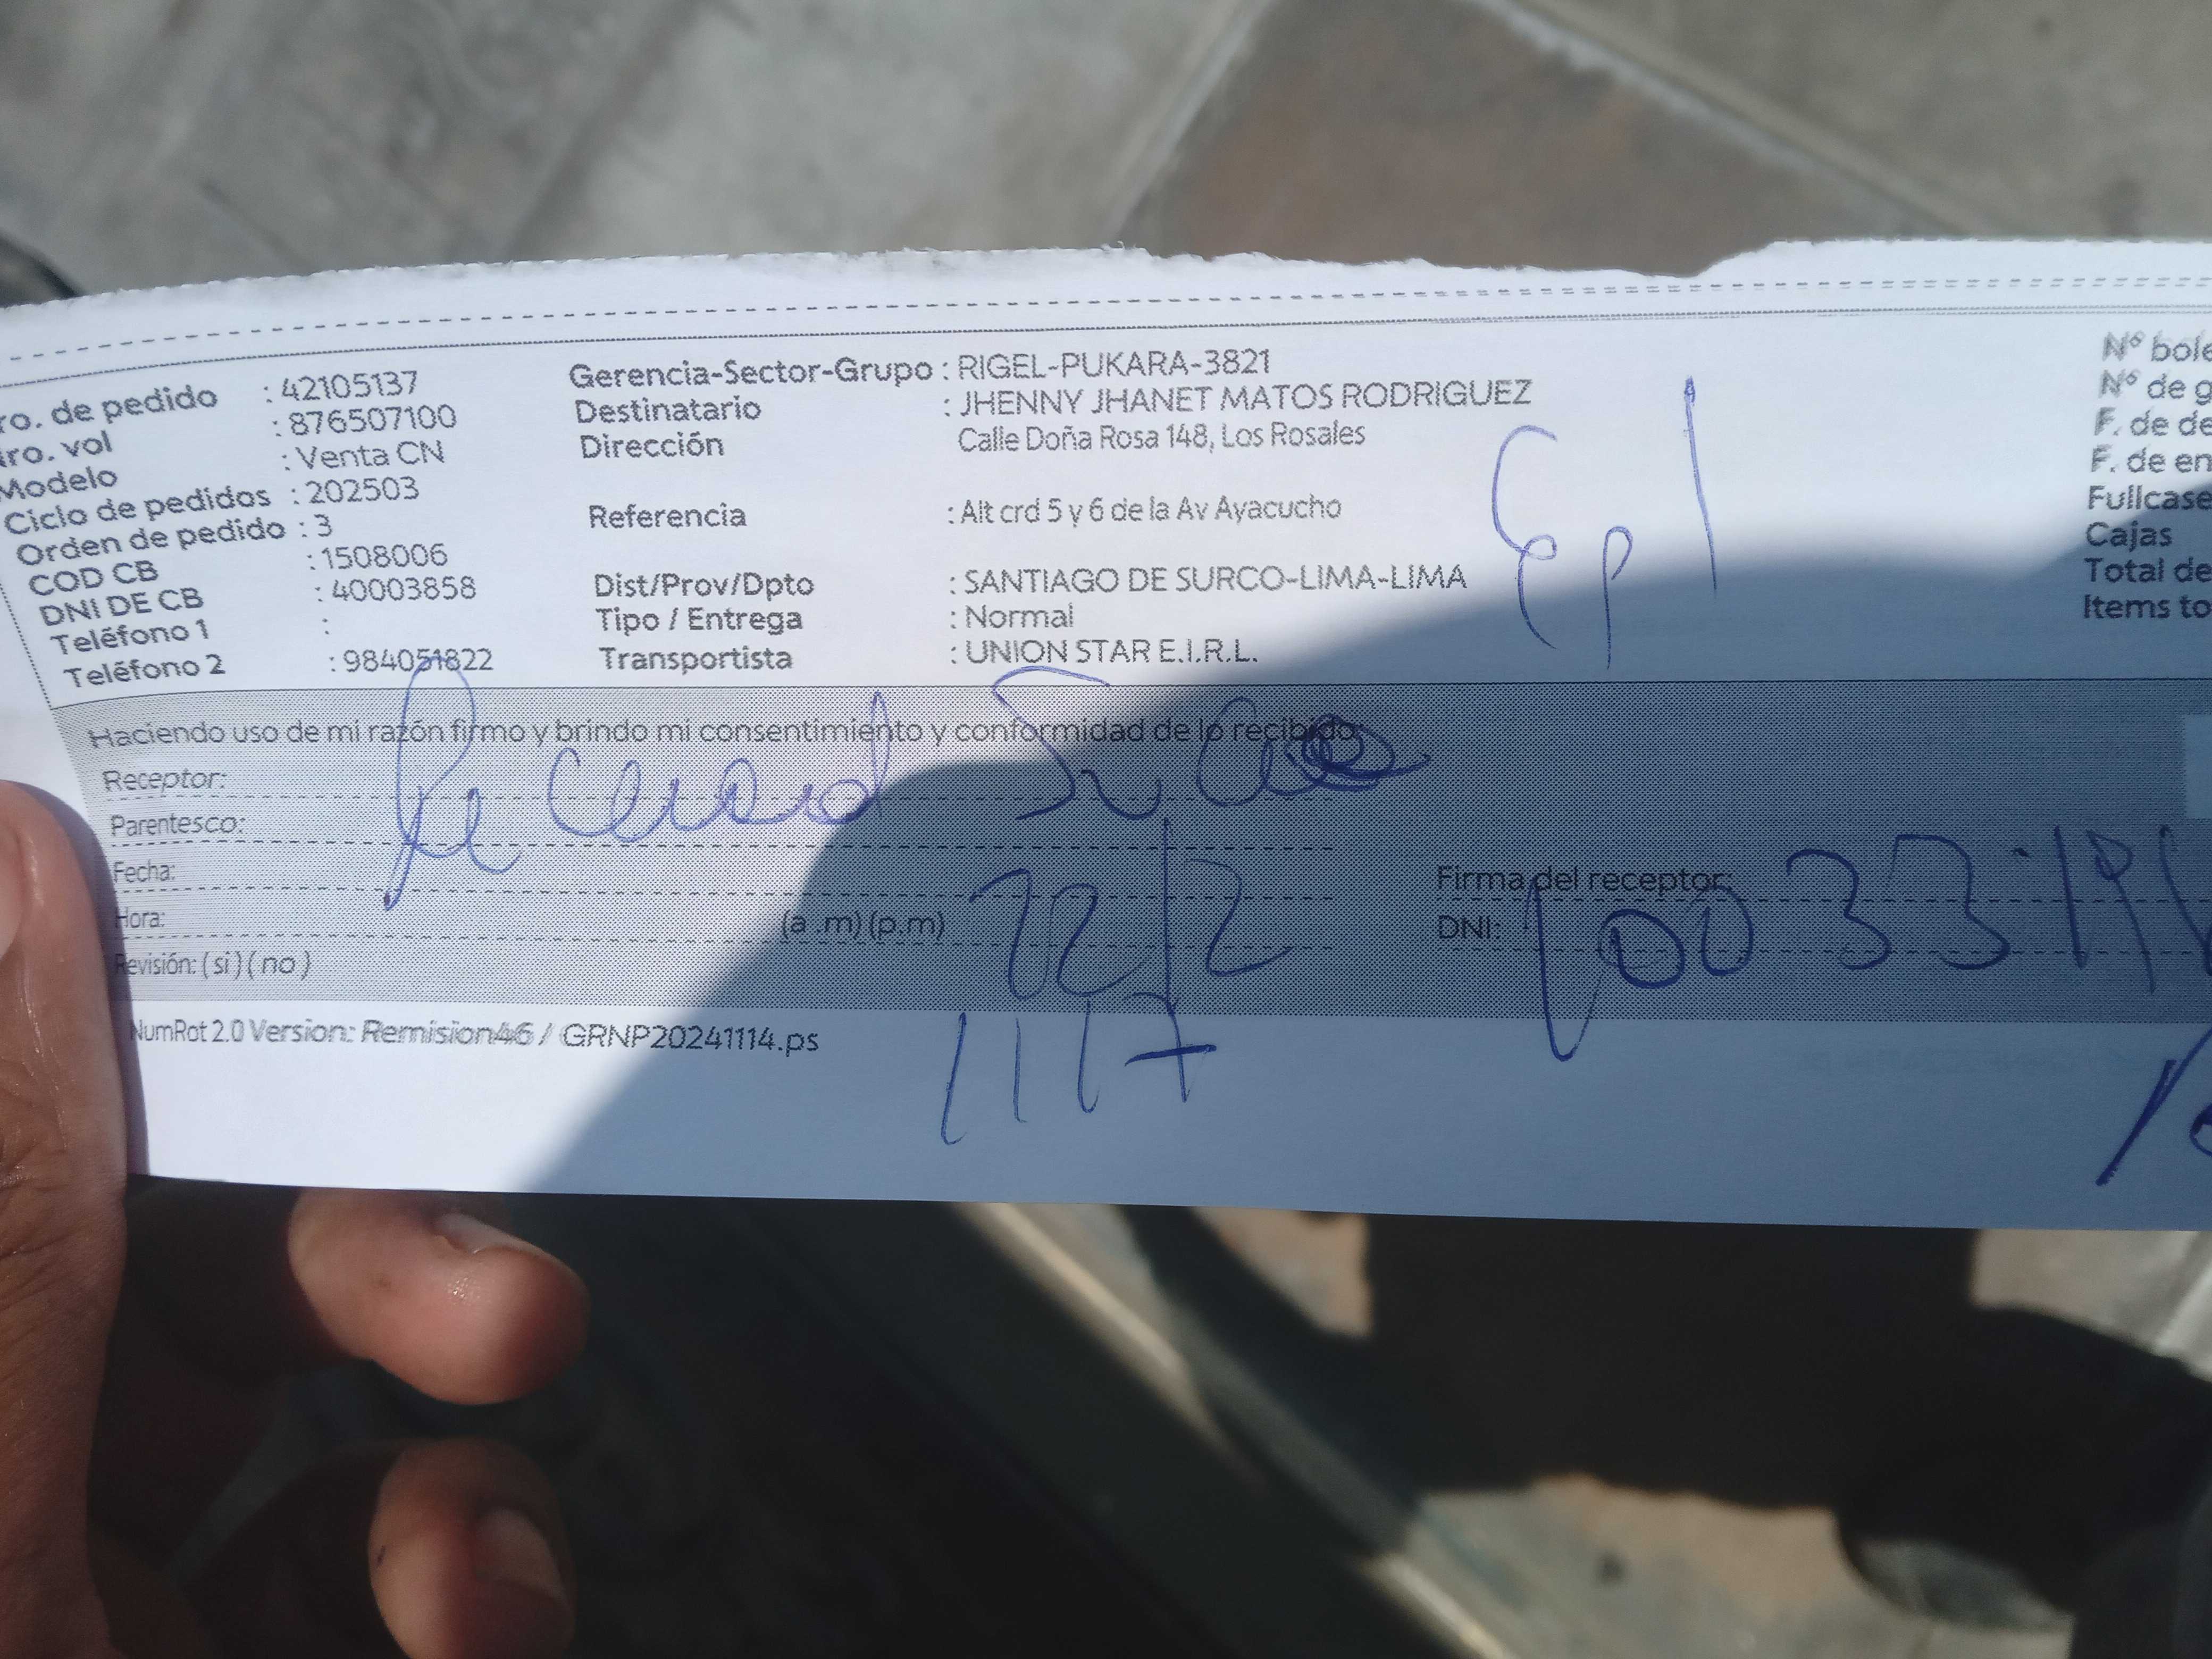 ro. de pedido : 42105137
ro. vol : 876507100
Modelo : Venta CN
Ciclo de pedidos : 202503
Orden de pedido : 3
COD CB : 1508006
DNI DE CB : 40003858
Teléfono 1 :
Teléfono 2 : 984051822
Gerencia-Sector-Grupo : RIGEL-PUKARA-3821
Destinatario : JHENNY JHANET MATOS RODRIGUEZ
Dirección Calle Doña Rosa 148, Los Rosales
Referencia : Alt crd 5 y 6 de la Av Ayacucho
Dist/Prov/Dpto : SANTIAGO DE SURCO-LIMA-LIMA
Tipo / Entrega : Normal
Transportista : UNION STAR E.I.R.L.
Nº bole
Nº de g
F. de de
F. de en
Fullcase
Cajas
Total de
Items to
Haciendo uso de mi razón firmo y brindo mi consentimiento y conformidad de lo recibido:
Receptor:
Parentesco:
Fecha:
Hora: (a .m) (p.m)
Revisión: ( si ) ( no )
Firma del receptor:
DNI:
1117
NumRot 2.0 Version: Remision46 / GRNP20241114.ps